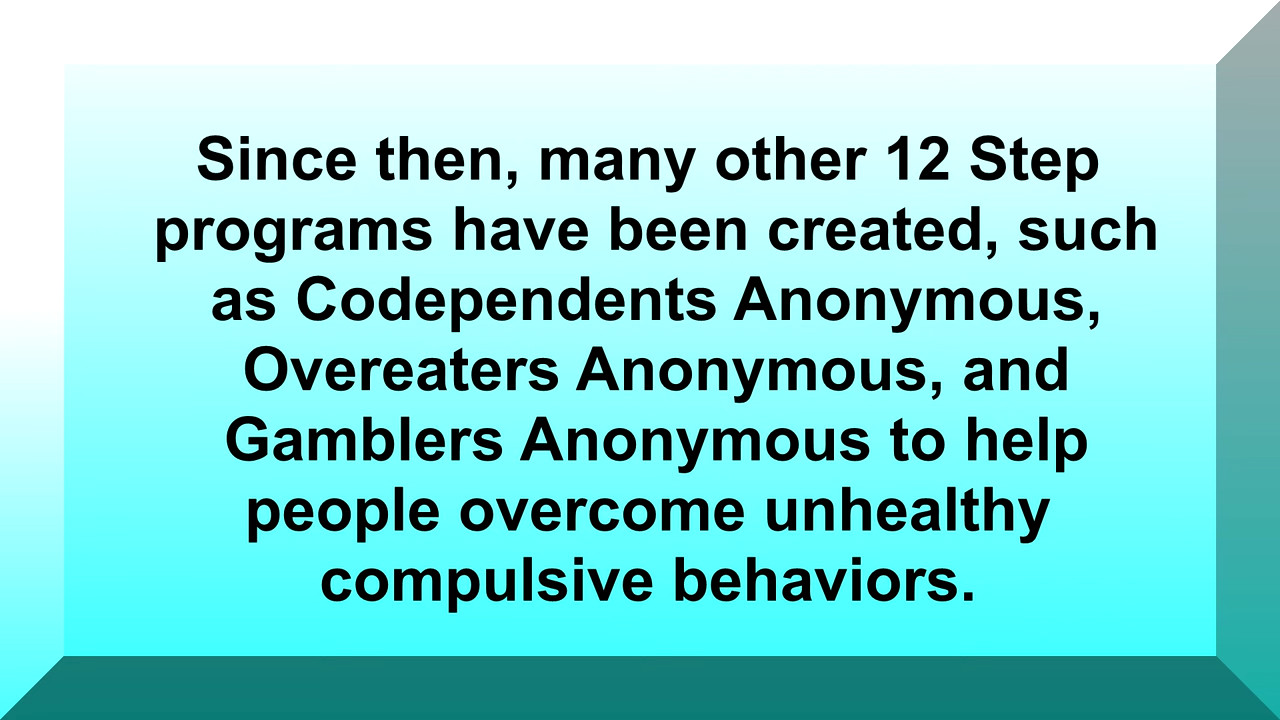 Since then, many other 12 Step
programs have been created, such
as Codependents Anonymous,
Overeaters Anonymous, and
Gamblers Anonymous to help
people overcome unhealthy
compulsive behaviors.